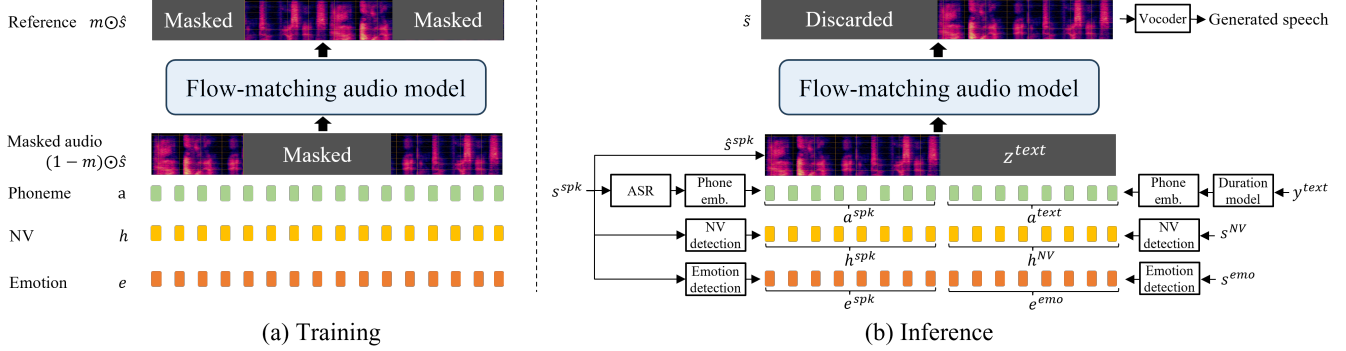 Reference m⊙ŝ
Masked
Masked
Flow-matching audio model
Masked audio
(1 − m)⊙ŝ
Masked
Phoneme a
NV h
Emotion e
(a) Training
s̃
Discarded
Vocoder
Generated speech
Flow-matching audio model
ŝ^spk
z^text
s^spk
ASR
Phone
emb.
a^spk
a^text
Phone
emb.
Duration
model
y^text
NV
detection
h^spk
h^NV
NV
detection
s^NV
Emotion
detection
e^spk
e^emo
Emotion
detection
s^emo
(b) Inference